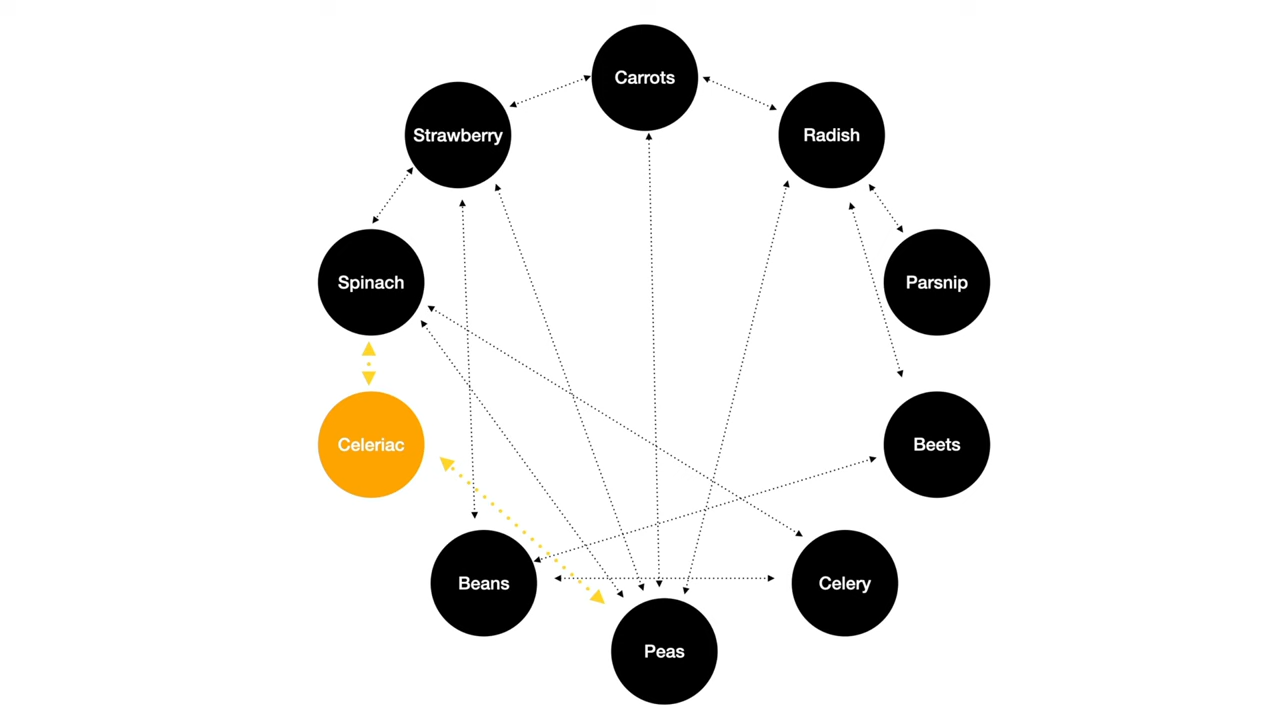 Carrots
Strawberry
Radish
Spinach
Parsnip
Celeriac
Beets
Beans
Celery
Peas